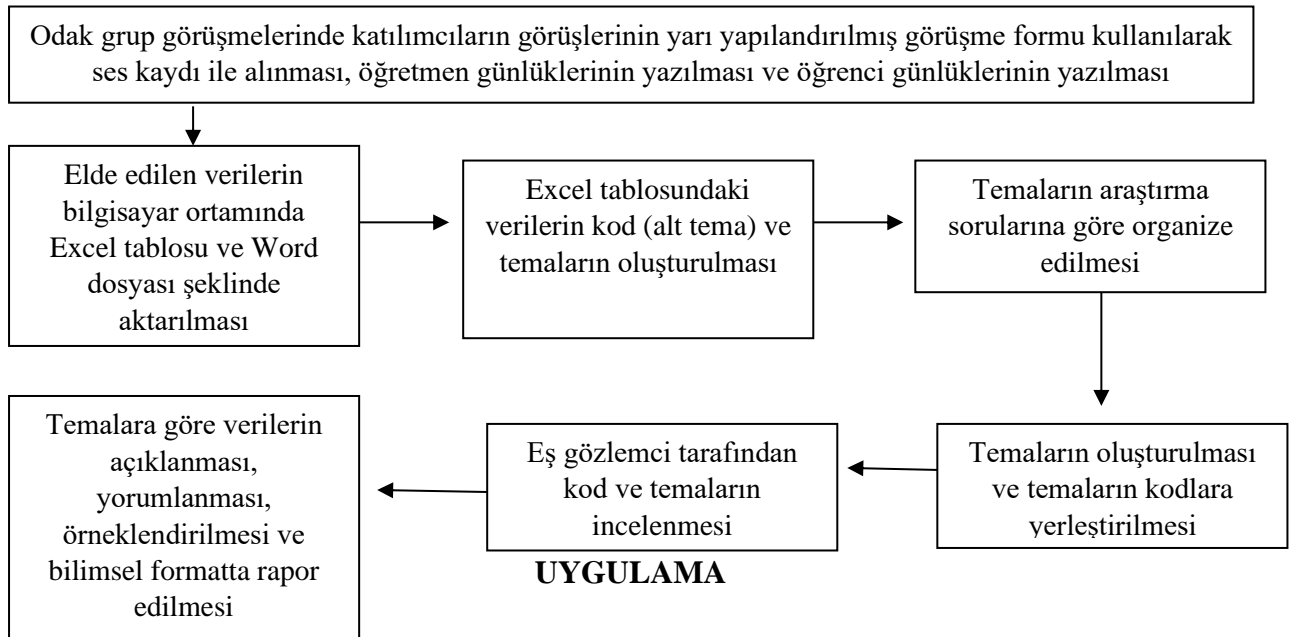 Odak grup görüşmelerinde katılımcıların görüşlerinin yarı yapılandırılmış görüşme formu kullanılarak
ses kaydı ile alınması, öğretmen günlüklerinin yazılması ve öğrenci günlüklerinin yazılması
Elde edilen verilerin
bilgisayar ortamında
Excel tablosu ve Word
dosyası şeklinde
aktarılması
Excel tablosundaki
verilerin kod (alt tema) ve
temaların oluşturulması
Temaların araştırma
sorularına göre organize
edilmesi
Temaların oluşturulması
ve temaların kodlara
yerleştirilmesi
Eş gözlemci tarafından
kod ve temaların
incelenmesi
Temalara göre verilerin
açıklanması,
yorumlanması,
örneklendirilmesi ve
bilimsel formatta rapor
edilmesi
UYGULAMA